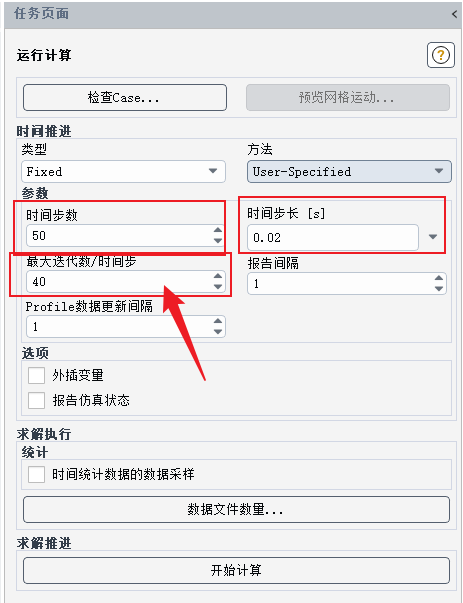 任务页面
<
运行计算
?
检查Case...
预览网格运动...
时间推进
类型
方法
Fixed
User-Specified
参数
时间步数
时间步长 [s]
50
0.02
最大迭代数/时间步
报告间隔
40
1
Profile数据更新间隔
1
选项
外插变量
报告仿真状态
求解执行
统计
时间统计数据的数据采样
数据文件数量...
求解推进
开始计算